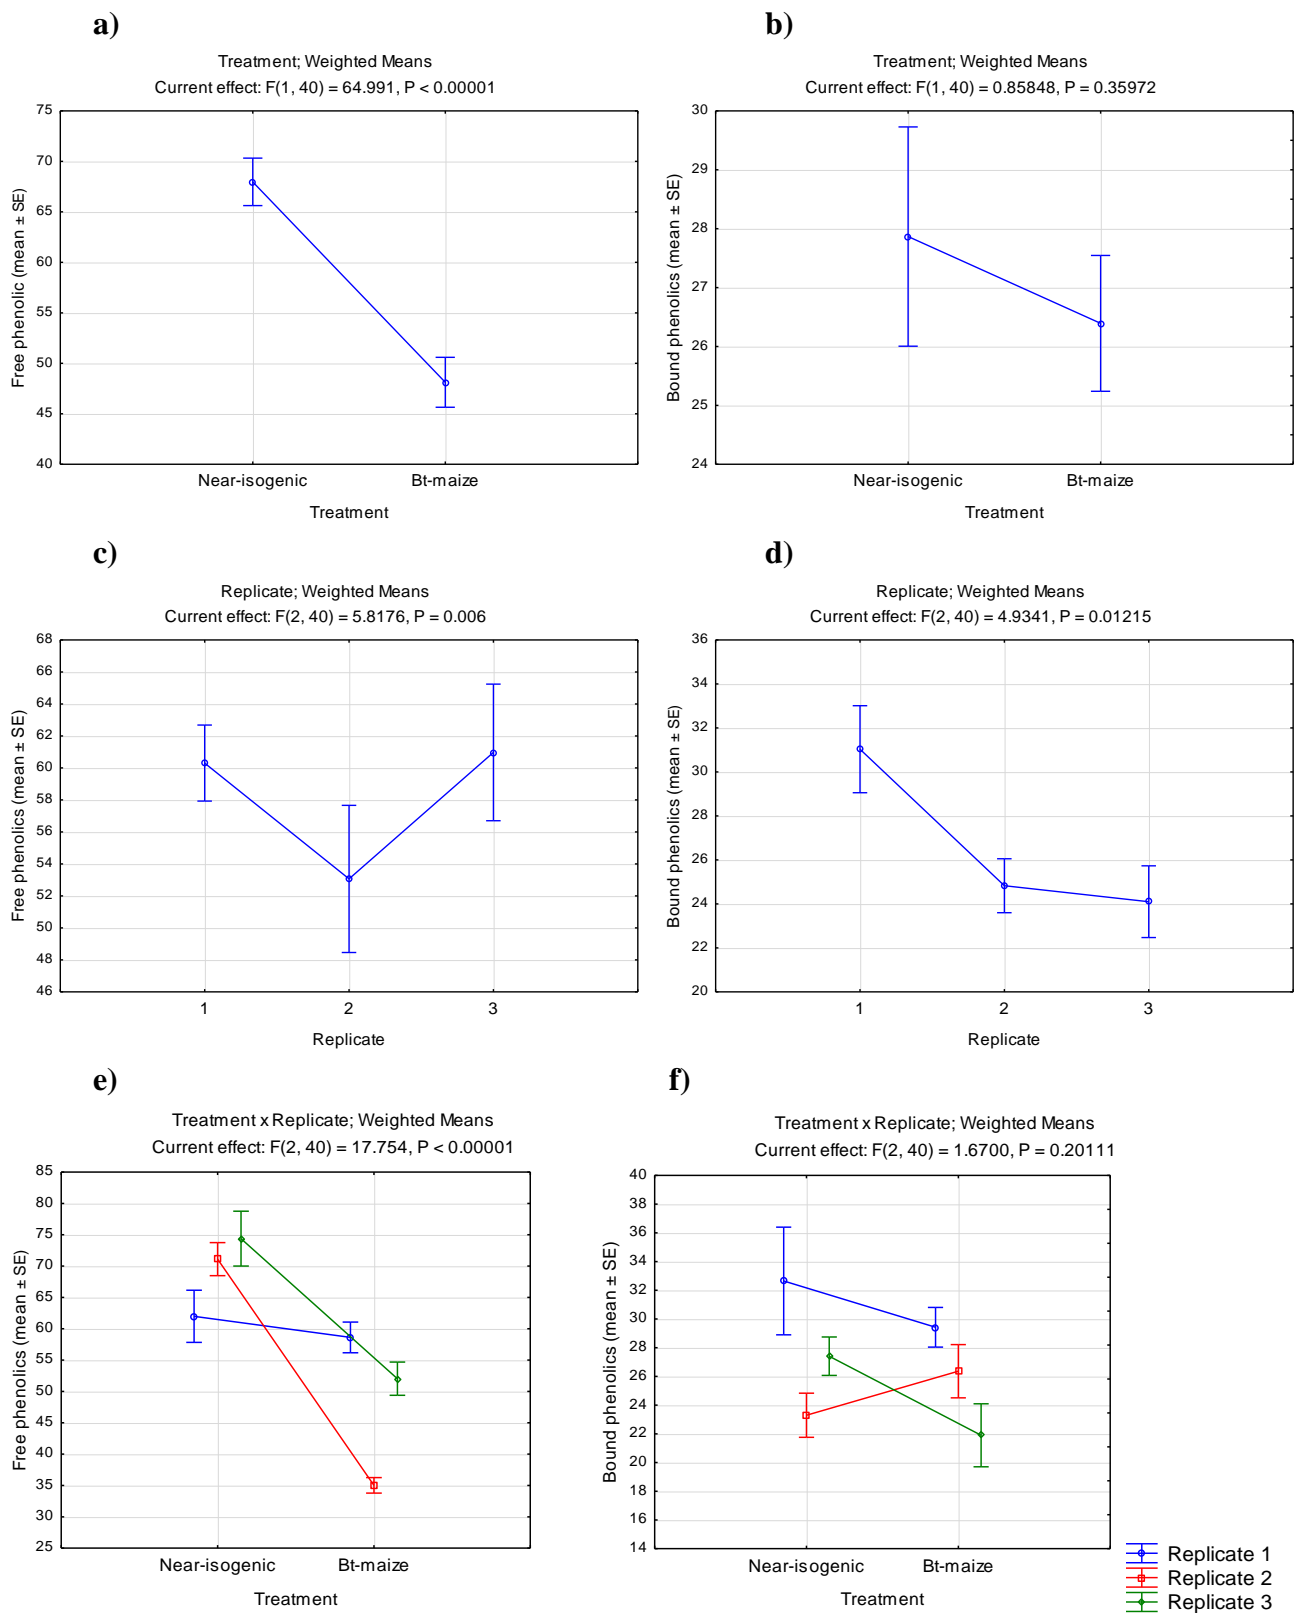 a)
Treatment; Weighted Means
Current effect: F(1, 40) = 64.991, P < 0.00001
Free phenolic (mean ± SE)
75
70
65
60
55
50
45
40
Near-isogenic Bt-maize
Treatment
b)
Treatment; Weighted Means
Current effect: F(1, 40) = 0.85848, P = 0.35972
Bound phenolics (mean ± SE)
30
29
28
27
26
25
24
Near-isogenic Bt-maize
Treatment
c)
Replicate; Weighted Means
Current effect: F(2, 40) = 5.8176, P = 0.006
Free phenolics (mean ± SE)
68
66
64
62
60
58
56
54
52
50
48
46
1 2 3
Replicate
d)
Replicate; Weighted Means
Current effect: F(2, 40) = 4.9341, P = 0.01215
Bound phenolics (mean ± SE)
36
34
32
30
28
26
24
22
20
1 2 3
Replicate
e)
Treatment x Replicate; Weighted Means
Current effect: F(2, 40) = 17.754, P < 0.00001
Free phenolics (mean ± SE)
85
80
75
70
65
60
55
50
45
40
35
30
25
Near-isogenic Bt-maize
Treatment
f)
Treatment x Replicate; Weighted Means
Current effect: F(2, 40) = 1.6700, P = 0.20111
Bound phenolics (mean ± SE)
40
38
36
34
32
30
28
26
24
22
20
18
16
14
Near-isogenic Bt-maize
Treatment
Replicate 1
Replicate 2
Replicate 3